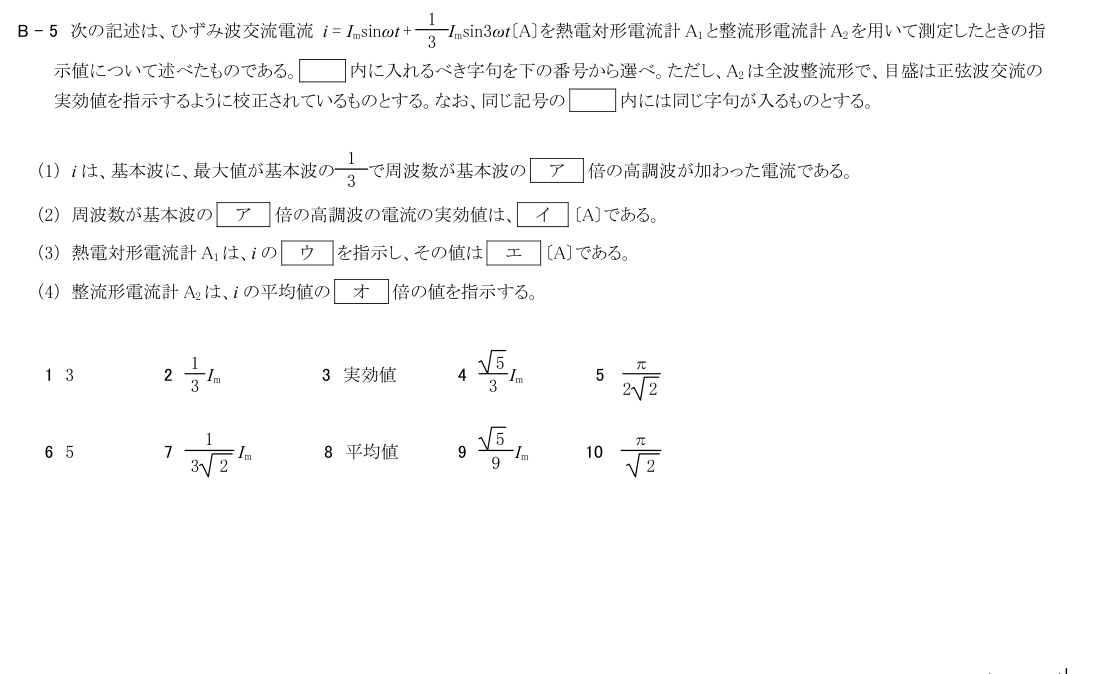 B－5 次の記述は、ひずみ波交流電流 i = Iₘsinωt + 1/3 Iₘsin3ωt〔A〕を熱電対形電流計 A₁ と整流形電流計 A₂ を用いて測定したときの指
示値について述べたものである。□内に入れるべき字句を下の番号から選べ。ただし、A₂ は全波整流形で、目盛は正弦波交流の
実効値を指示するように校正されているものとする。なお、同じ記号の□内には同じ字句が入るものとする。
(1) i は、基本波に、最大値が基本波の 1/3 で周波数が基本波の ア 倍の高調波が加わった電流である。
(2) 周波数が基本波の ア 倍の高調波の電流の実効値は、 イ 〔A〕である。
(3) 熱電対形電流計 A₁ は、i の ウ を指示し、その値は エ 〔A〕である。
(4) 整流形電流計 A₂ は、i の平均値の オ 倍の値を指示する。
1 3 2 1/3 Iₘ 3 実効値 4 √5/3 Iₘ 5 π/2√2
6 5 7 1/3√2 Iₘ 8 平均値 9 √5/9 Iₘ 10 π/√2